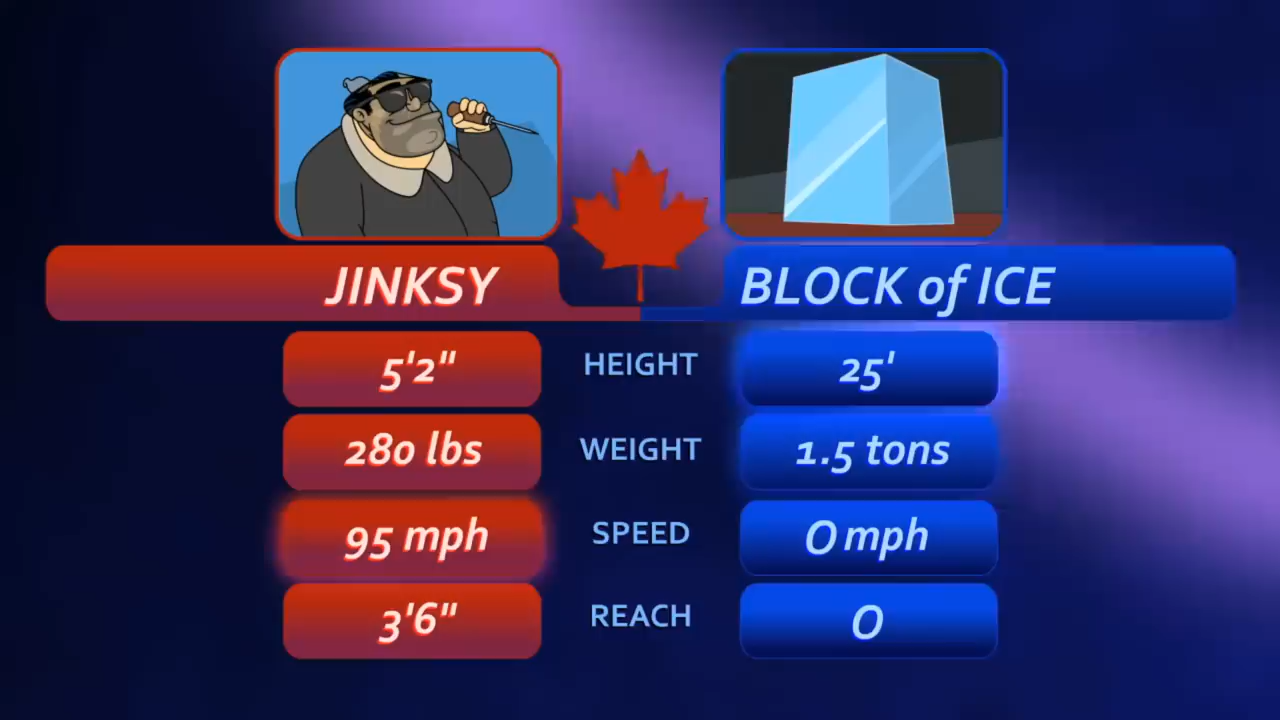 JINKSY BLOCK of ICE
5'2" HEIGHT 25'
280 lbs WEIGHT 1.5 tons
95 mph SPEED 0 mph
3'6" REACH 0